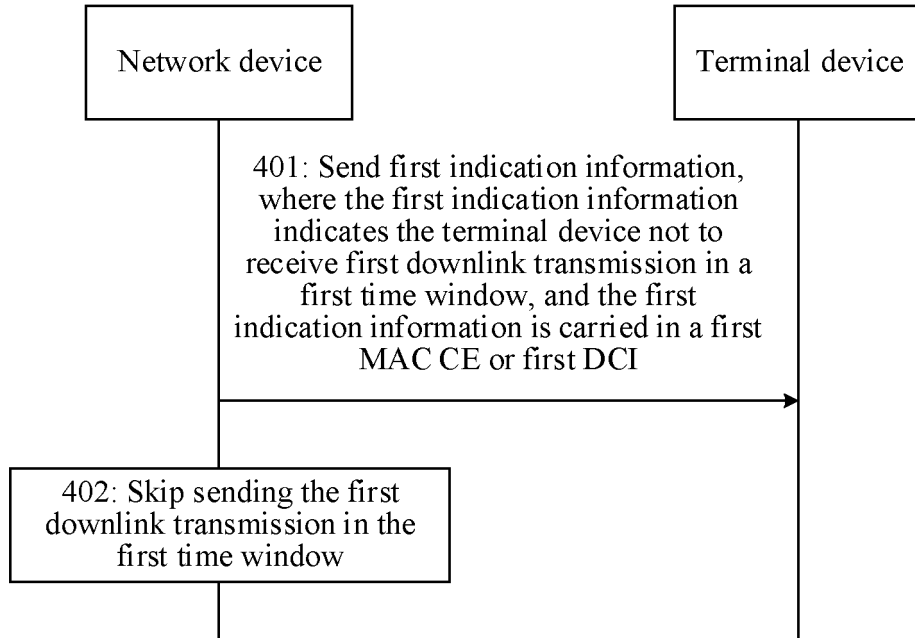 Network device
Terminal device
401: Send first indication information,
where the first indication information
indicates the terminal device not to
receive first downlink transmission in a
first time window, and the first
indication information is carried in a first
MAC CE or first DCI
402: Skip sending the first
downlink transmission in the
first time window